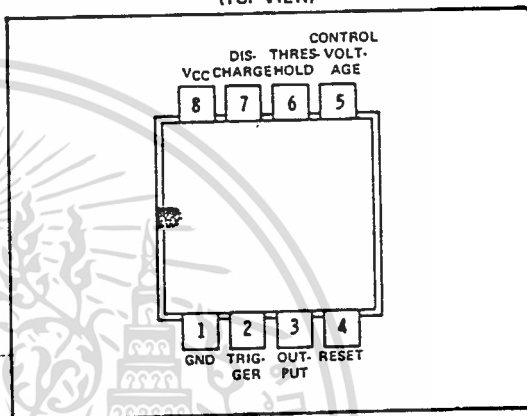 (TOP VIEW)
CONTROL
DIS- THRES- VOLT-
VCC CHARGE HOLD AGE
8 7 6 5
1 2 3 4
GND TRIG- OUT- RESET
GER PUT